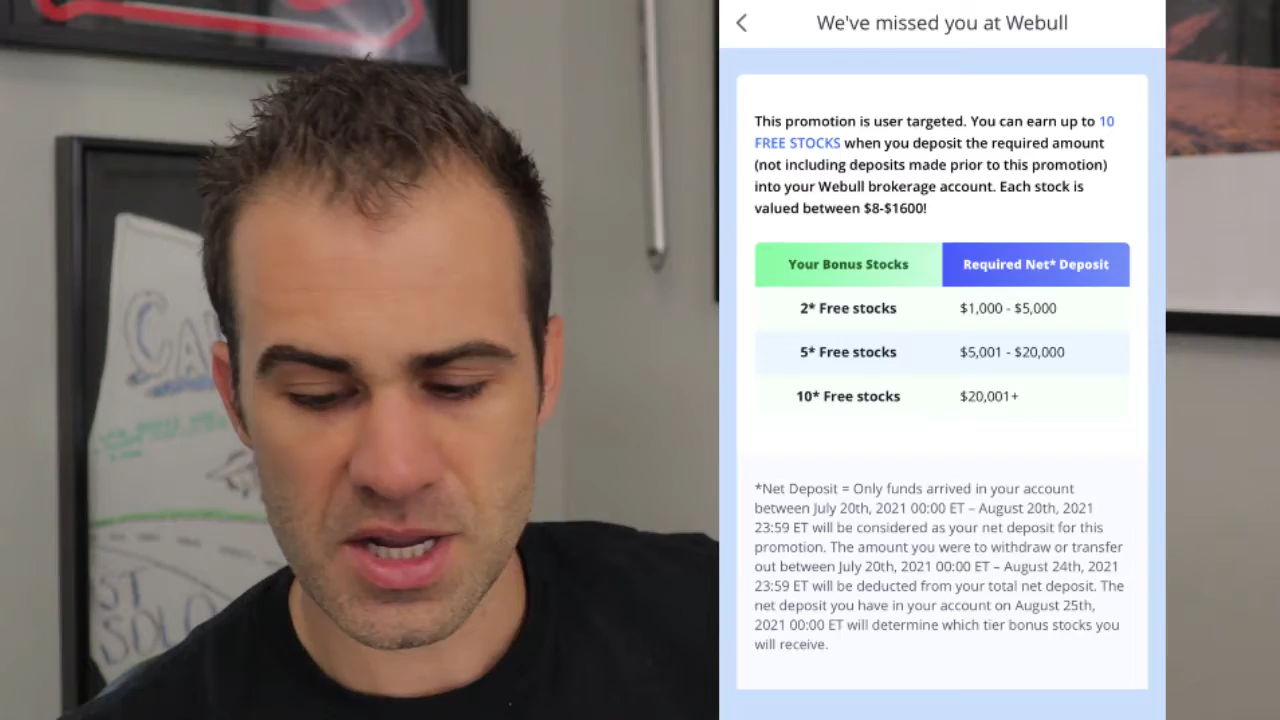 We've missed you at Webull
This promotion is user targeted. You can earn up to 10
FREE STOCKS when you deposit the required amount
(not including deposits made prior to this promotion)
into your Webull brokerage account. Each stock is
valued between $8-$1600!
Your Bonus Stocks Required Net* Deposit
2* Free stocks $1,000 - $5,000
5* Free stocks $5,001 - $20,000
10* Free stocks $20,001+
*Net Deposit = Only funds arrived in your account
between July 20th, 2021 00:00 ET – August 20th, 2021
23:59 ET will be considered as your net deposit for this
promotion. The amount you were to withdraw or transfer
out between July 20th, 2021 00:00 ET – August 24th, 2021
23:59 ET will be deducted from your total net deposit. The
net deposit you have in your account on August 25th,
2021 00:00 ET will determine which tier bonus stocks you
will receive.